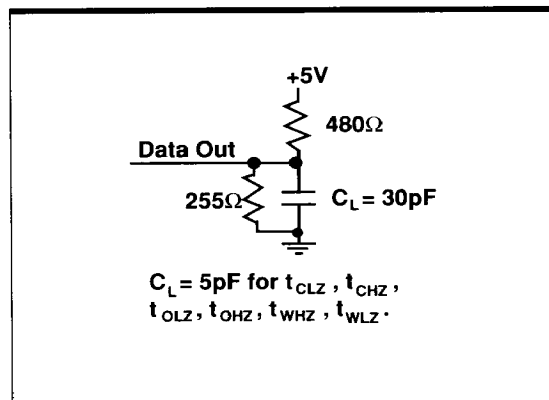 +5V
480Ω
Data Out
255Ω
C_L = 30pF
C_L = 5pF for t_CLZ , t_CHZ ,
t_OLZ, t_OHZ, t_WHZ , t_WLZ .